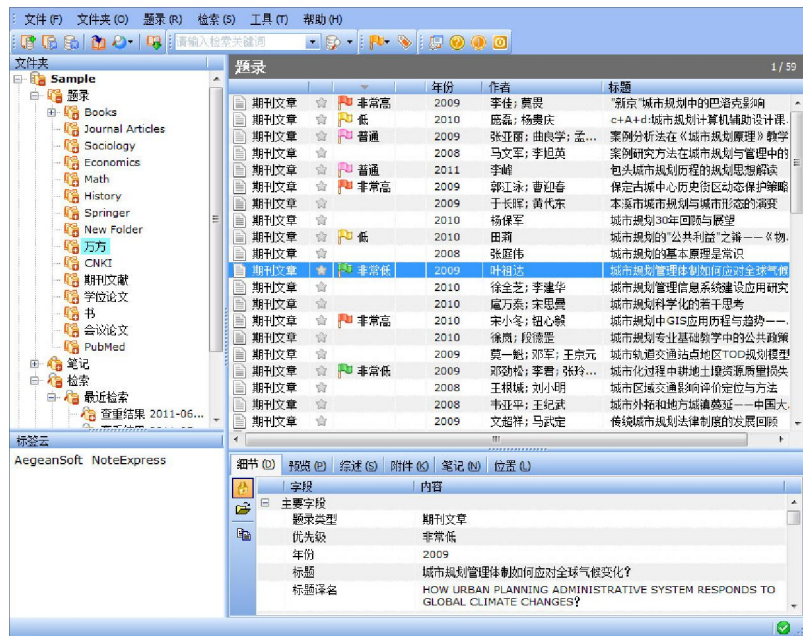 文件(F) 文件夹(O) 题录(R) 检索(S) 工具(T) 帮助(H)
请输入检索关键词
文件夹
Sample
题录
Books
Journal Articles
Sociology
Economics
Math
History
Springer
New Folder
万方
CNKI
期刊文献
学位论文
书
会议论文
PubMed
笔记
检索
最近检索
查重结果 2011-06...
标签云
AegeanSoft NoteExpress
题录 1/59
年份 作者 标题
期刊文章 非常高 2009 李佳; 莫畏 "新京"城市规划中的巴洛克影响
期刊文章 低 2010 庞磊; 杨贵庆 c+A+d:城市规划计算机辅助设计课.
期刊文章 普通 2009 张亚丽; 曲良学; 孟... 案例分析法在《城市规划原理》教学
期刊文章 2008 马文军; 李旭英 案例研究方法在城市规划与管理中的
期刊文章 普通 2011 李峰 包头城市规划历程的规划思想解读
期刊文章 非常高 2009 郭江泳; 曹迎春 保定古城中心历史街区动态保护策略
期刊文章 2009 于长晖; 黄代东 本溪市城市规划与城市形态的演变
期刊文章 2010 杨保军 城市规划30年回顾与展望
期刊文章 低 2010 田莉 城市规划的"公共利益"之辩——《物.
期刊文章 2008 张庭伟 城市规划的基本原理是常识
期刊文章 非常低 2009 叶祖达 城市规划管理体制如何应对全球气候
期刊文章 2010 徐全艺; 李建华 城市规划管理信息系统建设应用研究
期刊文章 2010 庞万泰; 宋思曼 城市规划科学化的若干思考
期刊文章 非常高 2010 宋小冬; 钮心毅 城市规划中GIS应用历程与趋势——.
期刊文章 2010 徐岚; 段德罡 城市规划专业基础教学中的公共政策
期刊文章 2009 莫一魁; 邓军; 王京元 城市轨道交通站点地区TOD规划模型
期刊文章 非常低 2009 邓劲松; 李君; 张玲... 城市化过程中耕地土壤资源质量损失
期刊文章 2008 王根城; 刘小明 城市区域交通影响评价定位与方法
期刊文章 2008 韦亚平; 王纪武 城市外拓和地方城镇蔓延——中国大.
期刊文章 2009 文超祥; 马武定 传统城市规划法律制度的发展回顾
细节(D) 预览(P) 综述(S) 附件(K) 笔记(N) 位置(L)
字段 内容
主要字段
题录类型 期刊文章
优先级 非常低
年份 2009
标题 城市规划管理体制如何应对全球气候变化?
标题译名 HOW URBAN PLANNING ADMINISTRATIVE SYSTEM RESPONDS TO
GLOBAL CLIMATE CHANGES?